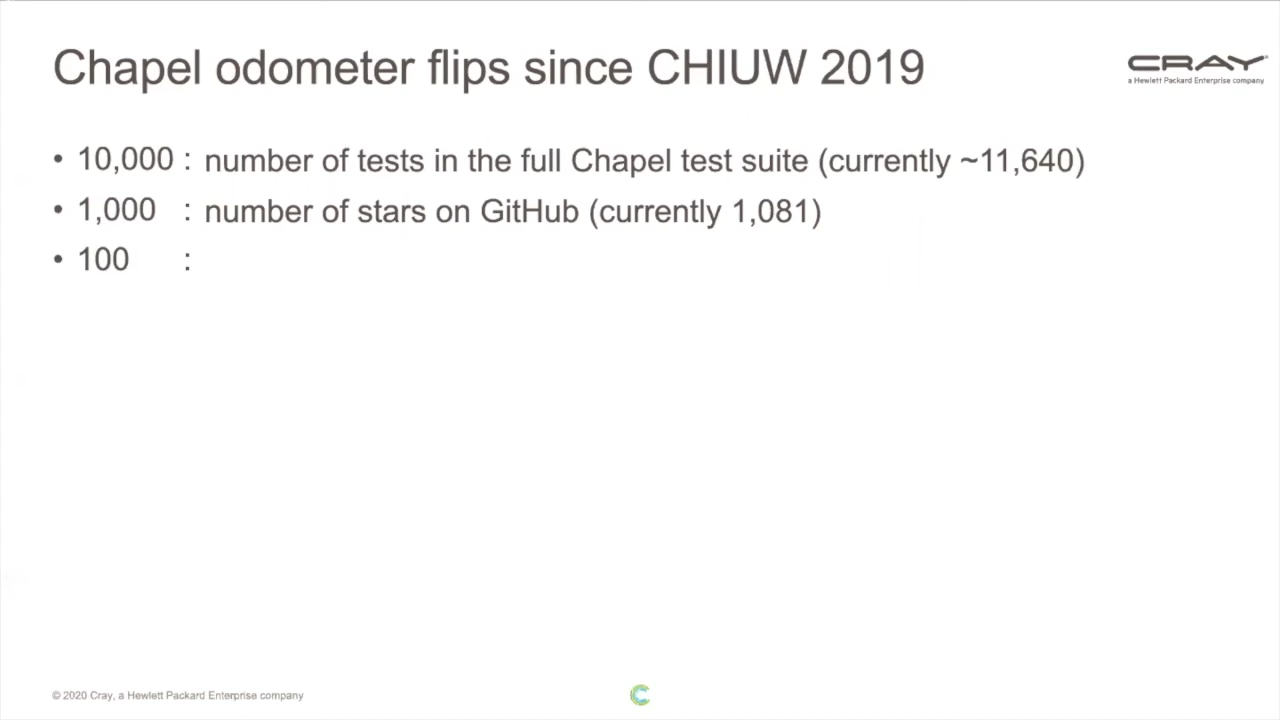 Chapel odometer flips since CHIUW 2019
CRAY
a Hewlett Packard Enterprise company
• 10,000 : number of tests in the full Chapel test suite (currently ~11,640)
• 1,000 : number of stars on GitHub (currently 1,081)
• 100 :
© 2020 Cray, a Hewlett Packard Enterprise company